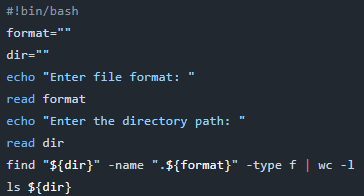 #!bin/bash
format=""
dir=""
echo "Enter file format: "
read format
echo "Enter the directory path: "
read dir
find "${dir}" -name ".${format}" -type f | wc -l
ls ${dir}